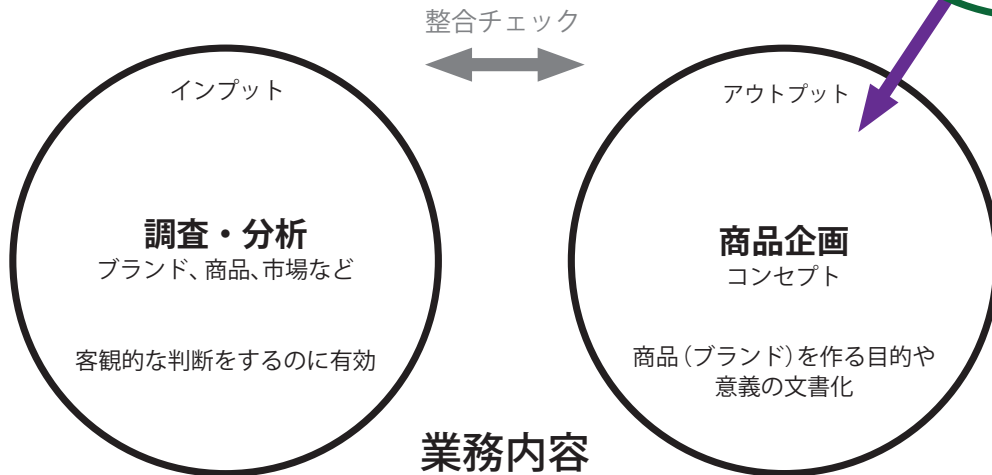 整合チェック
インプット
調査・分析
ブランド、商品、市場など
客観的な判断をするのに有効
アウトプット
商品企画
コンセプト
商品（ブランド）を作る目的や
意義の文書化
業務内容